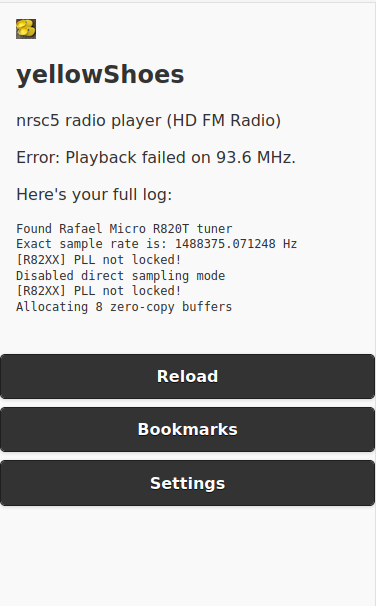 yellowShoes
nrsc5 radio player (HD FM Radio)
Error: Playback failed on 93.6 MHz.
Here's your full log:
Found Rafael Micro R820T tuner
Exact sample rate is: 1488375.071248 Hz
[R82XX] PLL not locked!
Disabled direct sampling mode
[R82XX] PLL not locked!
Allocating 8 zero-copy buffers
Reload
Bookmarks
Settings